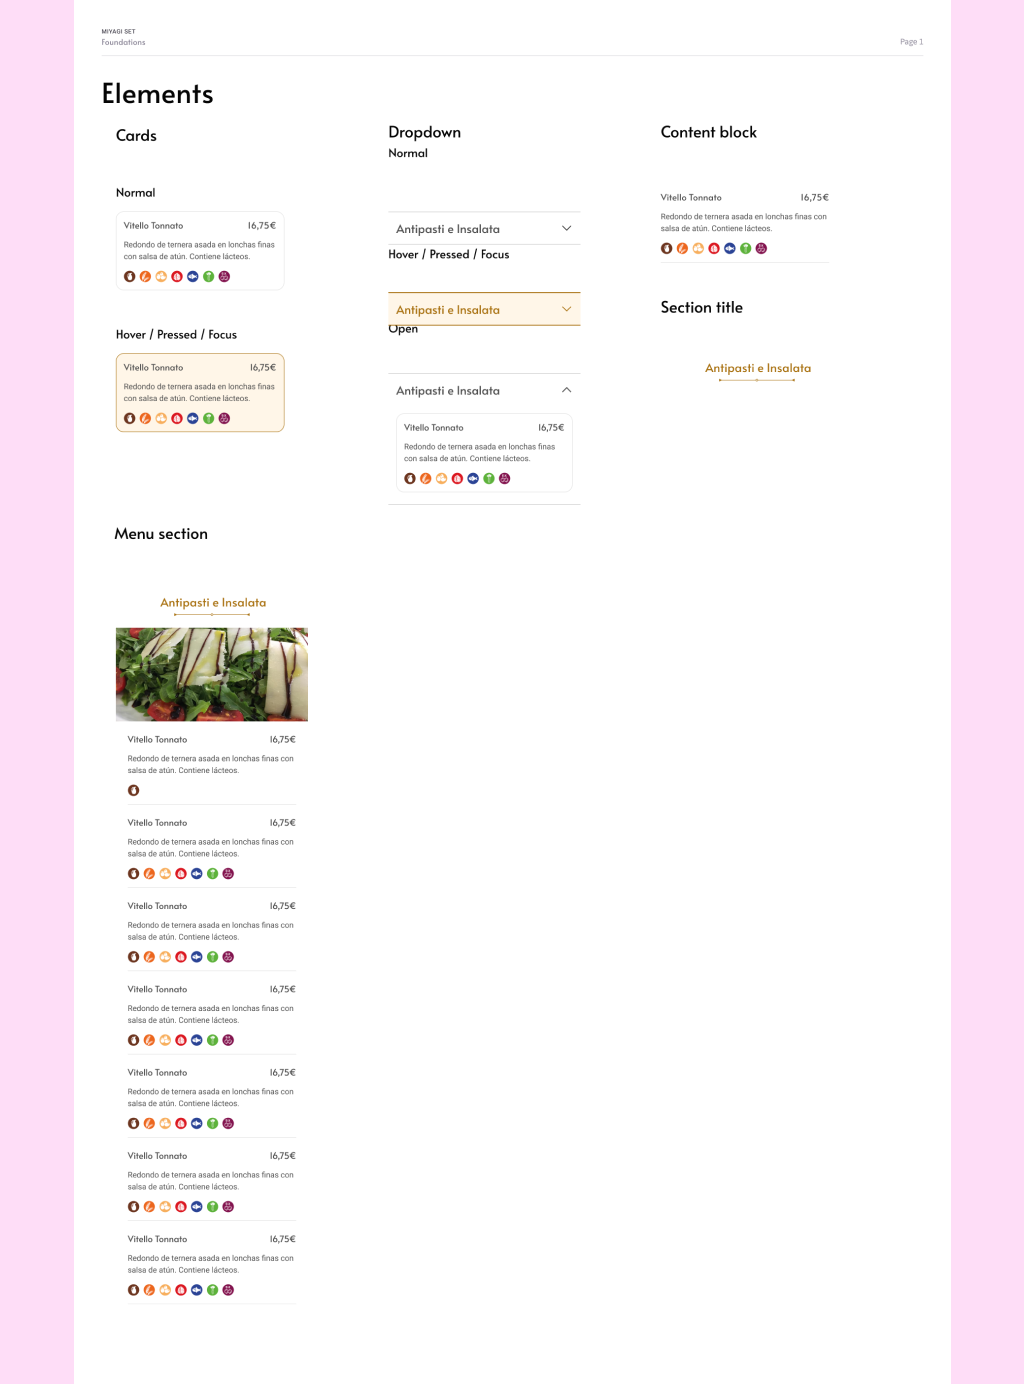 MIYAGI SET
Foundations
Page 1
Elements
Cards
Normal
Vitello Tonnato 16,75€
Redondo de ternera asada en lonchas finas
con salsa de atún. Contiene lácteos.
Hover / Pressed / Focus
Vitello Tonnato 16,75€
Redondo de ternera asada en lonchas finas
con salsa de atún. Contiene lácteos.
Dropdown
Normal
Antipasti e Insalata
Hover / Pressed / Focus
Antipasti e Insalata
Open
Antipasti e Insalata
Vitello Tonnato 16,75€
Redondo de ternera asada en lonchas finas
con salsa de atún. Contiene lácteos.
Content block
Vitello Tonnato 16,75€
Redondo de ternera asada en lonchas finas con
salsa de atún. Contiene lácteos.
Section title
Antipasti e Insalata
Menu section
Antipasti e Insalata
Vitello Tonnato 16,75€
Redondo de ternera asada en lonchas finas con
salsa de atún. Contiene lácteos.
Vitello Tonnato 16,75€
Redondo de ternera asada en lonchas finas con
salsa de atún. Contiene lácteos.
Vitello Tonnato 16,75€
Redondo de ternera asada en lonchas finas con
salsa de atún. Contiene lácteos.
Vitello Tonnato 16,75€
Redondo de ternera asada en lonchas finas con
salsa de atún. Contiene lácteos.
Vitello Tonnato 16,75€
Redondo de ternera asada en lonchas finas con
salsa de atún. Contiene lácteos.
Vitello Tonnato 16,75€
Redondo de ternera asada en lonchas finas con
salsa de atún. Contiene lácteos.
Vitello Tonnato 16,75€
Redondo de ternera asada en lonchas finas con
salsa de atún. Contiene lácteos.